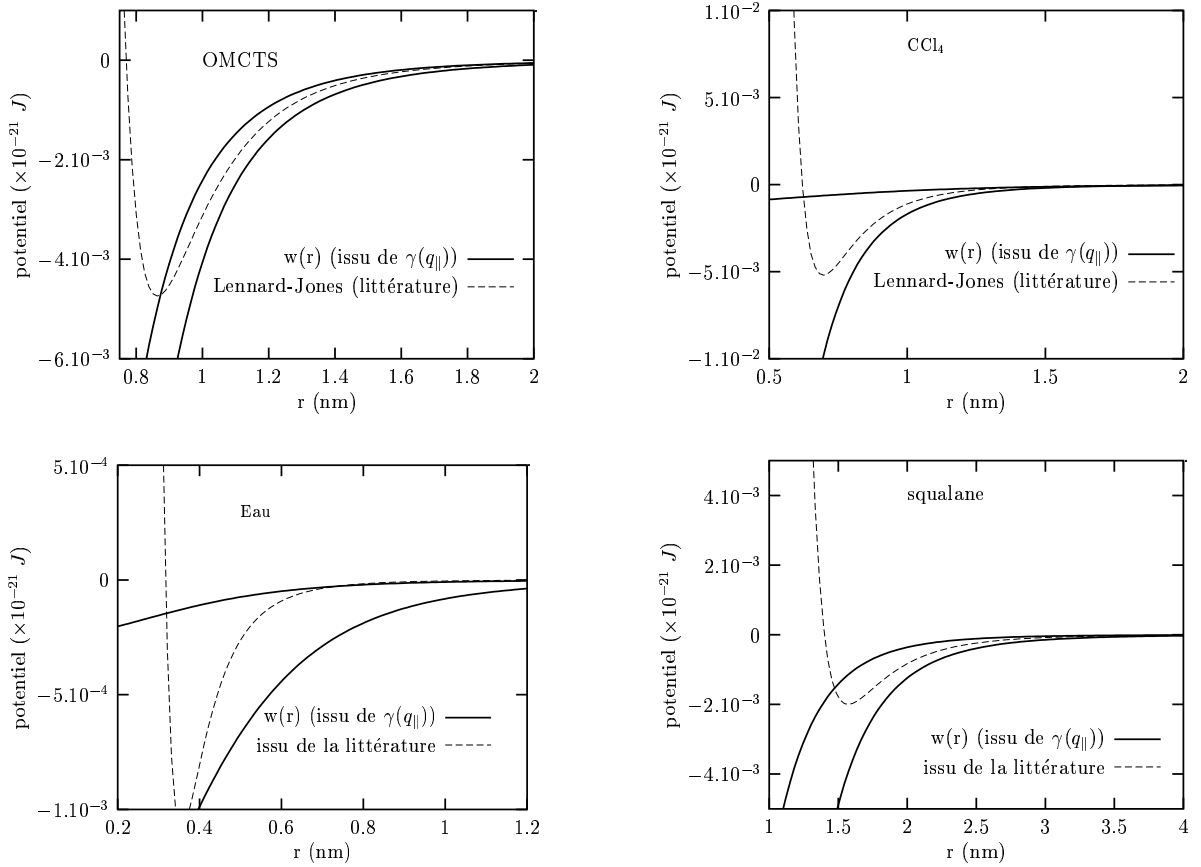 OMCTS
0
−2.10⁻³
−4.10⁻³
−6.10⁻³
potentiel (×10⁻²¹ J)
w(r) (issu de γ(q∥))
Lennard-Jones (littérature)
0.8 1 1.2 1.4 1.6 1.8 2
r (nm)
CCl₄
1.10⁻²
5.10⁻³
0
−5.10⁻³
−1.10⁻²
potentiel (×10⁻²¹ J)
w(r) (issu de γ(q∥))
Lennard-Jones (littérature)
0.5 1 1.5 2
r (nm)
Eau
5.10⁻⁴
0
−5.10⁻⁴
−1.10⁻³
potentiel (×10⁻²¹ J)
w(r) (issu de γ(q∥))
issu de la littérature
0.2 0.4 0.6 0.8 1 1.2
r (nm)
squalane
4.10⁻³
2.10⁻³
0
−2.10⁻³
−4.10⁻³
potentiel (×10⁻²¹ J)
w(r) (issu de γ(q∥))
issu de la littérature
1 1.5 2 2.5 3 3.5 4
r (nm)